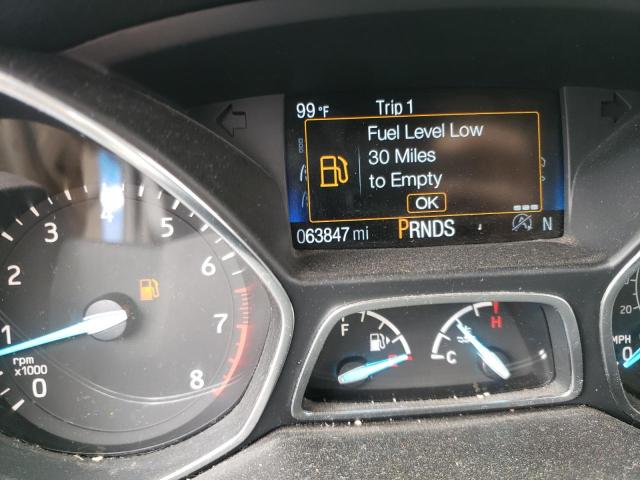 99 °F Trip 1
Fuel Level Low
30 Miles
to Empty
OK
063847 mi PRNDS N
1 2 3 4 5 6 7 8
0
rpm
x1000
F E
C H
20
MPH
0